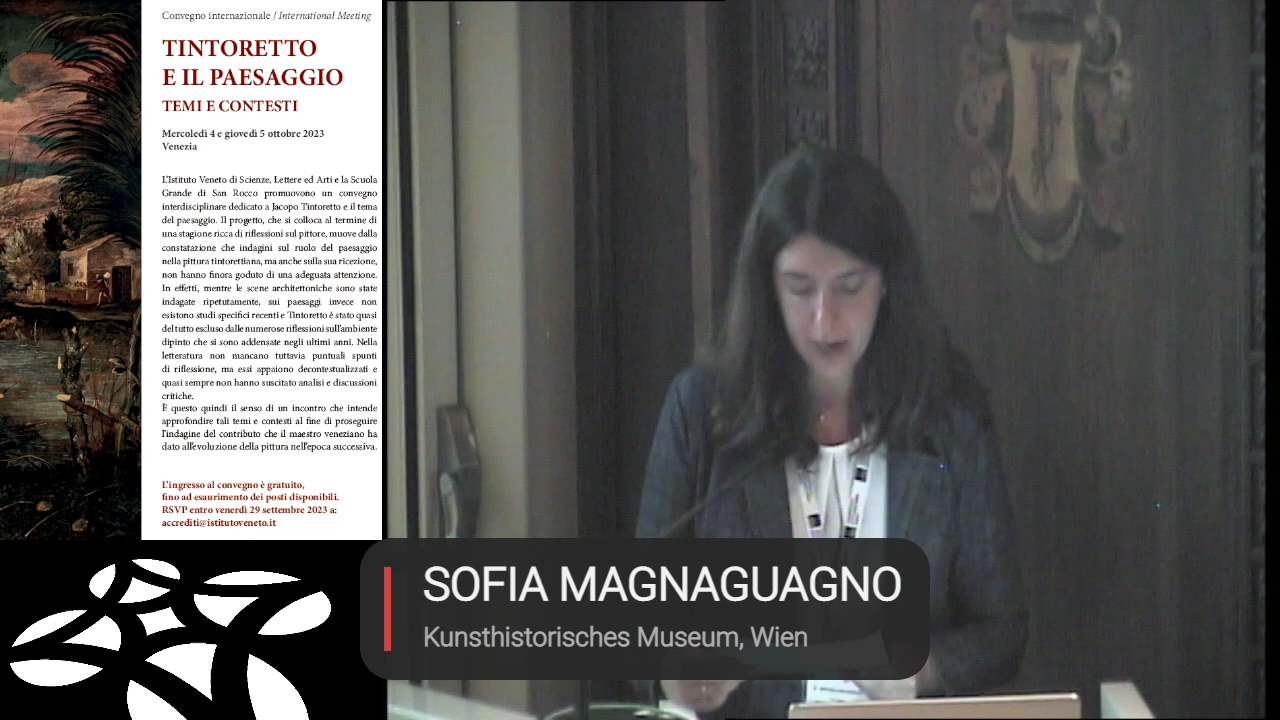 Convegno internazionale / International Meeting
TINTORETTO
E IL PAESAGGIO
TEMI E CONTESTI
Mercoledì 4 e giovedì 5 ottobre 2023
Venezia
L'Istituto Veneto di Scienze, Lettere ed Arti e la Scuola
Grande di San Rocco promuovono un convegno
interdisciplinare dedicato a Jacopo Tintoretto e il tema
del paesaggio. Il progetto, che si colloca al termine di
una stagione ricca di riflessioni sul pittore, muove dalla
constatazione che indagini sul ruolo del paesaggio
nella pittura tintorettiana, ma anche sulla sua ricezione,
non hanno finora goduto di una adeguata attenzione.
In effetti, mentre le scene architettoniche sono state
indagate ripetutamente, sui paesaggi invece non
esistono studi specifici recenti e Tintoretto è stato quasi
del tutto escluso dalle numerose riflessioni sull'ambiente
dipinto che si sono addensate negli ultimi anni. Nella
letteratura non mancano tuttavia puntuali spunti
di riflessione, ma essi appaiono decontestualizzati e
quasi sempre non hanno suscitato analisi e discussioni
critiche.
È questo quindi il senso di un incontro che intende
approfondire tali temi e contesti al fine di proseguire
l'indagine del contributo che il maestro veneziano ha
dato all'evoluzione della pittura nell'epoca successiva.
L'ingresso al convegno è gratuito,
fino ad esaurimento dei posti disponibili.
RSVP entro venerdì 29 settembre 2023 a:
accrediti@istitutoveneto.it
SOFIA MAGNAGUAGNO
Kunsthistorisches Museum, Wien